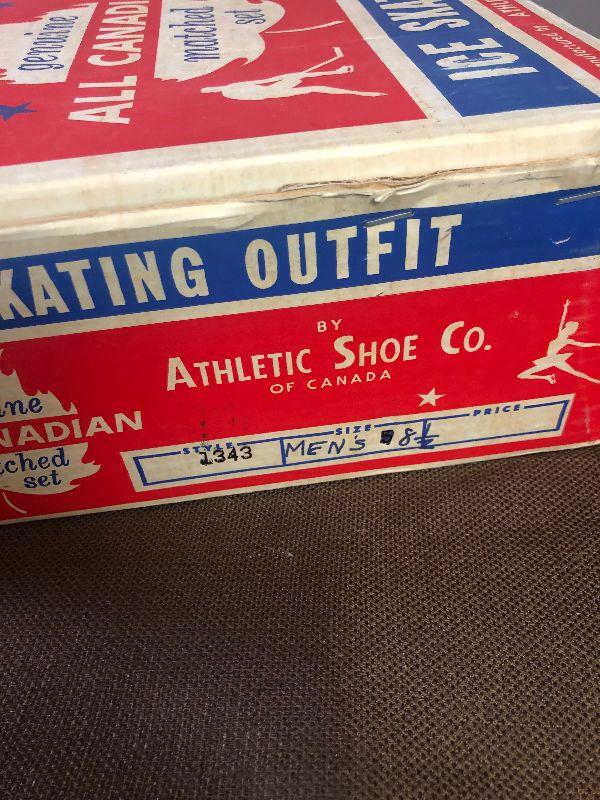 genuine
ALL CANADI
matched
set
ICE SKA
KATING OUTFIT
BY
ATHLETIC SHOE CO.
OF CANADA
ine
NADIAN
tched
set
STYLE SIZE PRICE
1343 MEN'S 8½